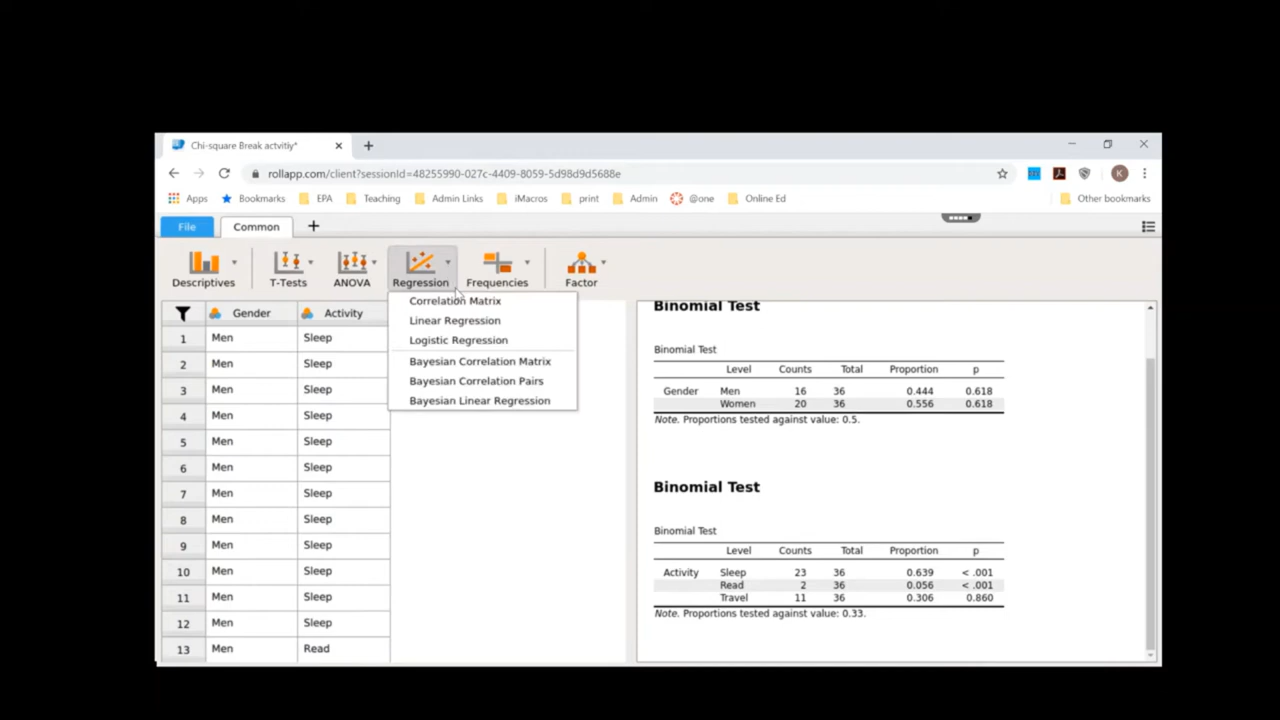 Chi-square Break actvitiy*
rollapp.com/client?sessionId=48255990-027c-4409-8059-5d98d9d5688e
K
Apps Bookmarks EPA Teaching Admin Links iMacros print Admin @one Online Ed Other bookmarks
File Common
Descriptives T-Tests ANOVA Regression Frequencies Factor
Correlation Matrix
Linear Regression
Logistic Regression
Bayesian Correlation Matrix
Bayesian Correlation Pairs
Bayesian Linear Regression
Gender Activity
1 Men Sleep
2 Men Sleep
3 Men Sleep
4 Men Sleep
5 Men Sleep
6 Men Sleep
7 Men Sleep
8 Men Sleep
9 Men Sleep
10 Men Sleep
11 Men Sleep
12 Men Sleep
13 Men Read
Binomial Test
Binomial Test
Level Counts Total Proportion p
Gender Men 16 36 0.444 0.618
Women 20 36 0.556 0.618
Note. Proportions tested against value: 0.5.
Binomial Test
Binomial Test
Level Counts Total Proportion p
Activity Sleep 23 36 0.639 < .001
Read 2 36 0.056 < .001
Travel 11 36 0.306 0.860
Note. Proportions tested against value: 0.33.